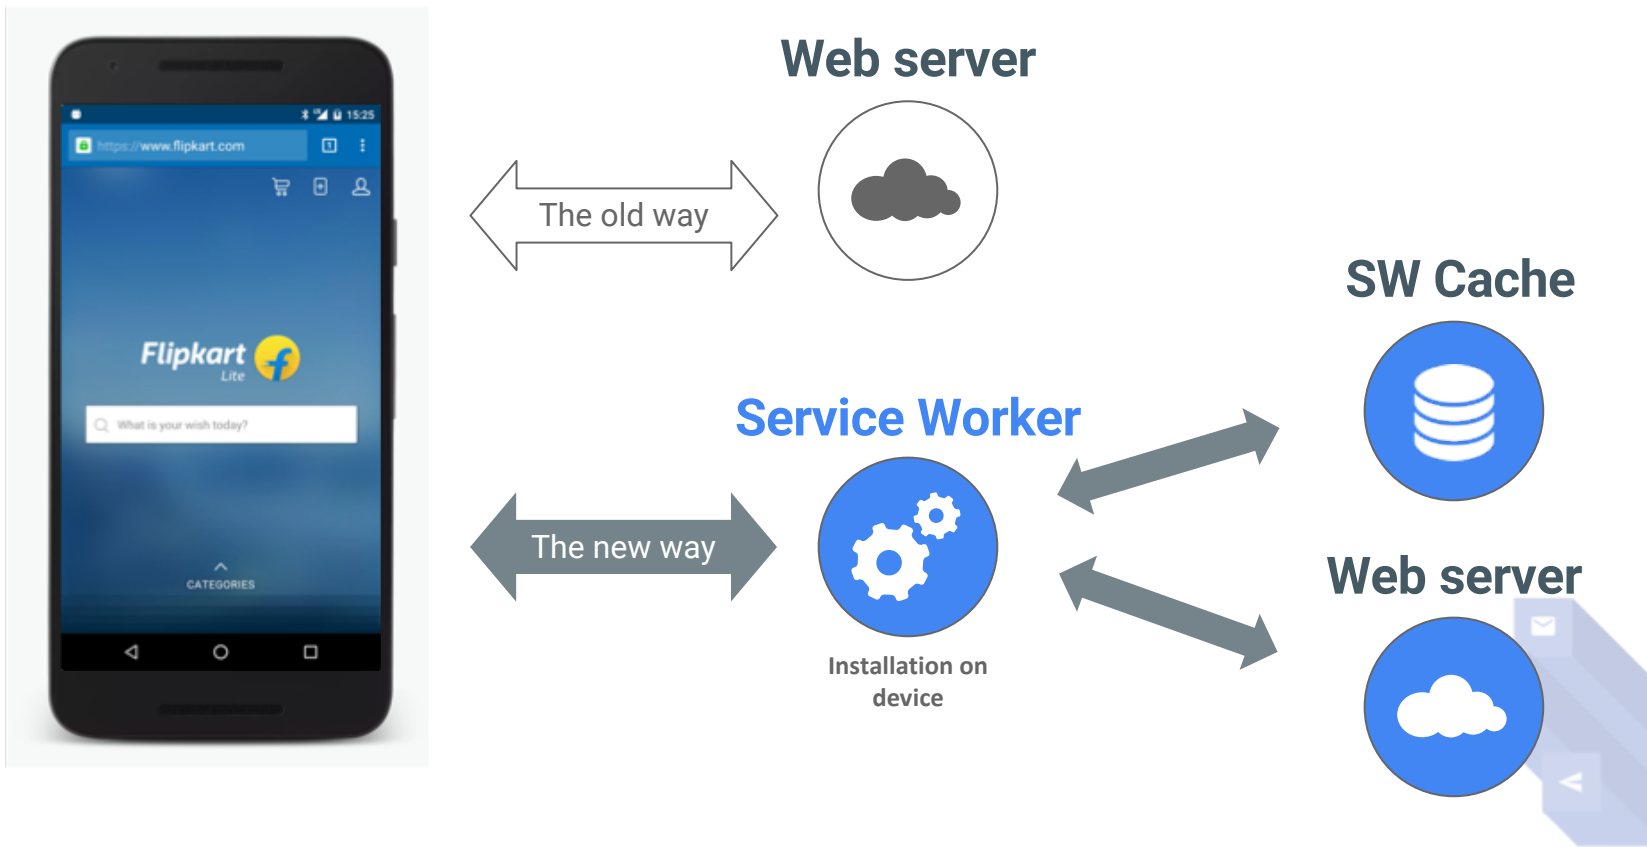 15:25
https://www.flipkart.com
1
Flipkart
Lite
What is your wish today?
CATEGORIES
Web server
The old way
SW Cache
Service Worker
The new way
Installation on
device
Web server